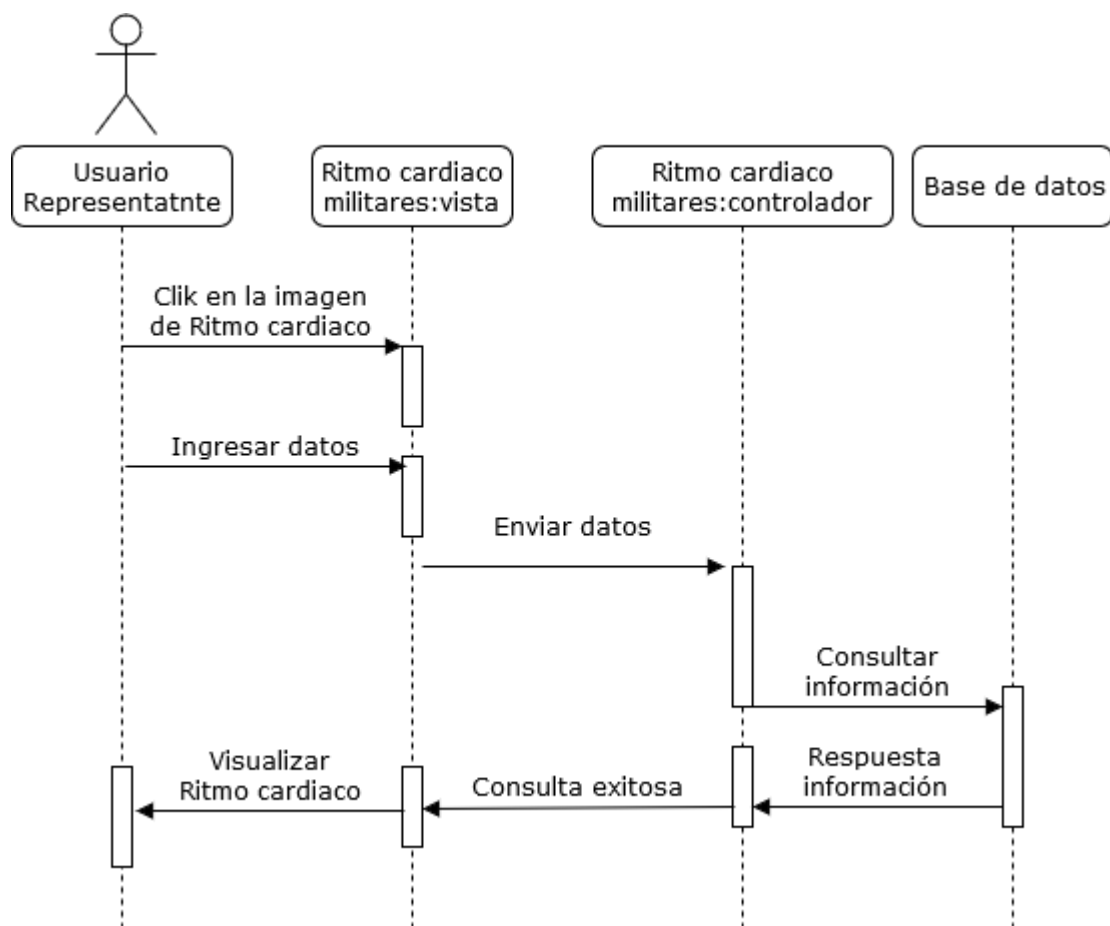 Usuario
Representatnte
Ritmo cardiaco
militares:vista
Ritmo cardiaco
militares:controlador
Base de datos
Clik en la imagen
de Ritmo cardiaco
Ingresar datos
Enviar datos
Consultar
información
Visualizar
Ritmo cardiaco
Consulta exitosa
Respuesta
información